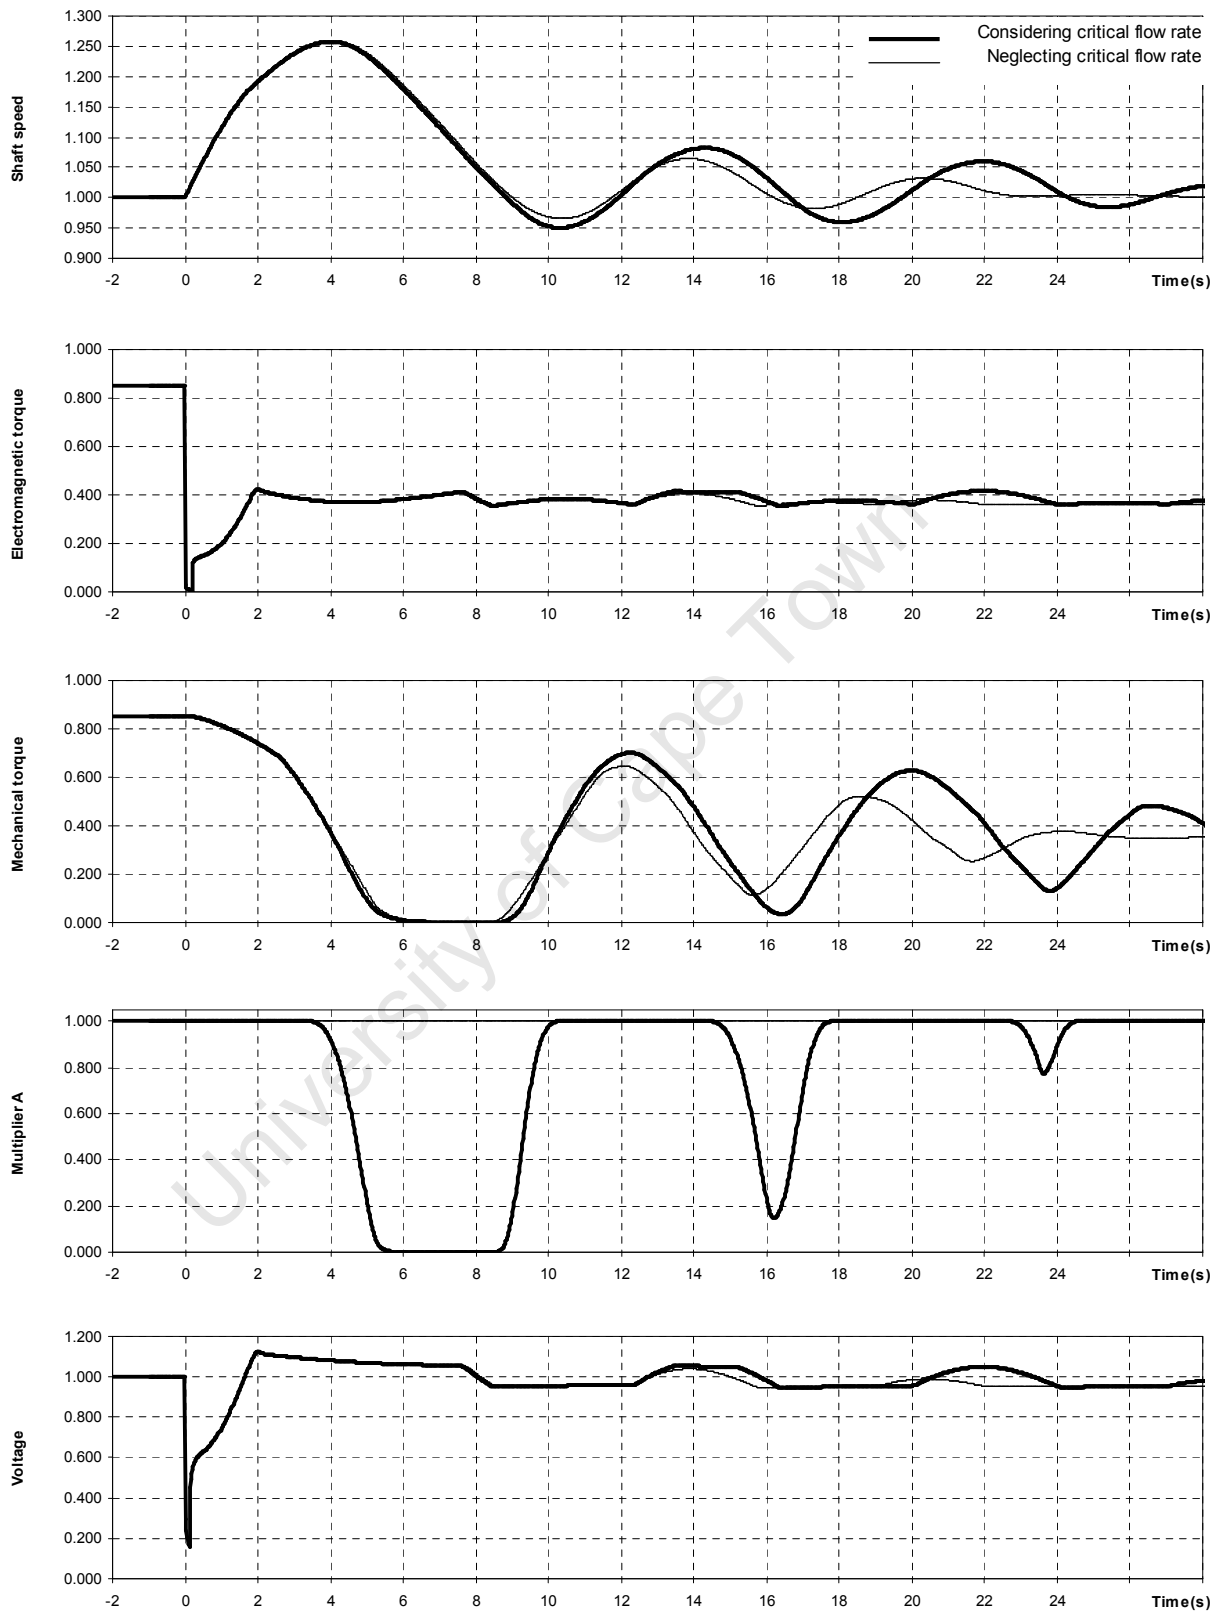 Considering critical flow rate
Neglecting critical flow rate
Shaft speed
1.300
1.250
1.200
1.150
1.100
1.050
1.000
0.950
0.900
-2 0 2 4 6 8 10 12 14 16 18 20 22 24 Time(s)
Electromagnetic torque
1.000
0.800
0.600
0.400
0.200
0.000
-2 0 2 4 6 8 10 12 14 16 18 20 22 24 Time(s)
Mechanical torque
1.000
0.800
0.600
0.400
0.200
0.000
-2 0 2 4 6 8 10 12 14 16 18 20 22 24 Time(s)
Multiplier A
1.000
0.800
0.600
0.400
0.200
0.000
-2 0 2 4 6 8 10 12 14 16 18 20 22 24 Time(s)
Voltage
1.200
1.000
0.800
0.600
0.400
0.200
0.000
-2 0 2 4 6 8 10 12 14 16 18 20 22 24 Time(s)
University of Cape Town